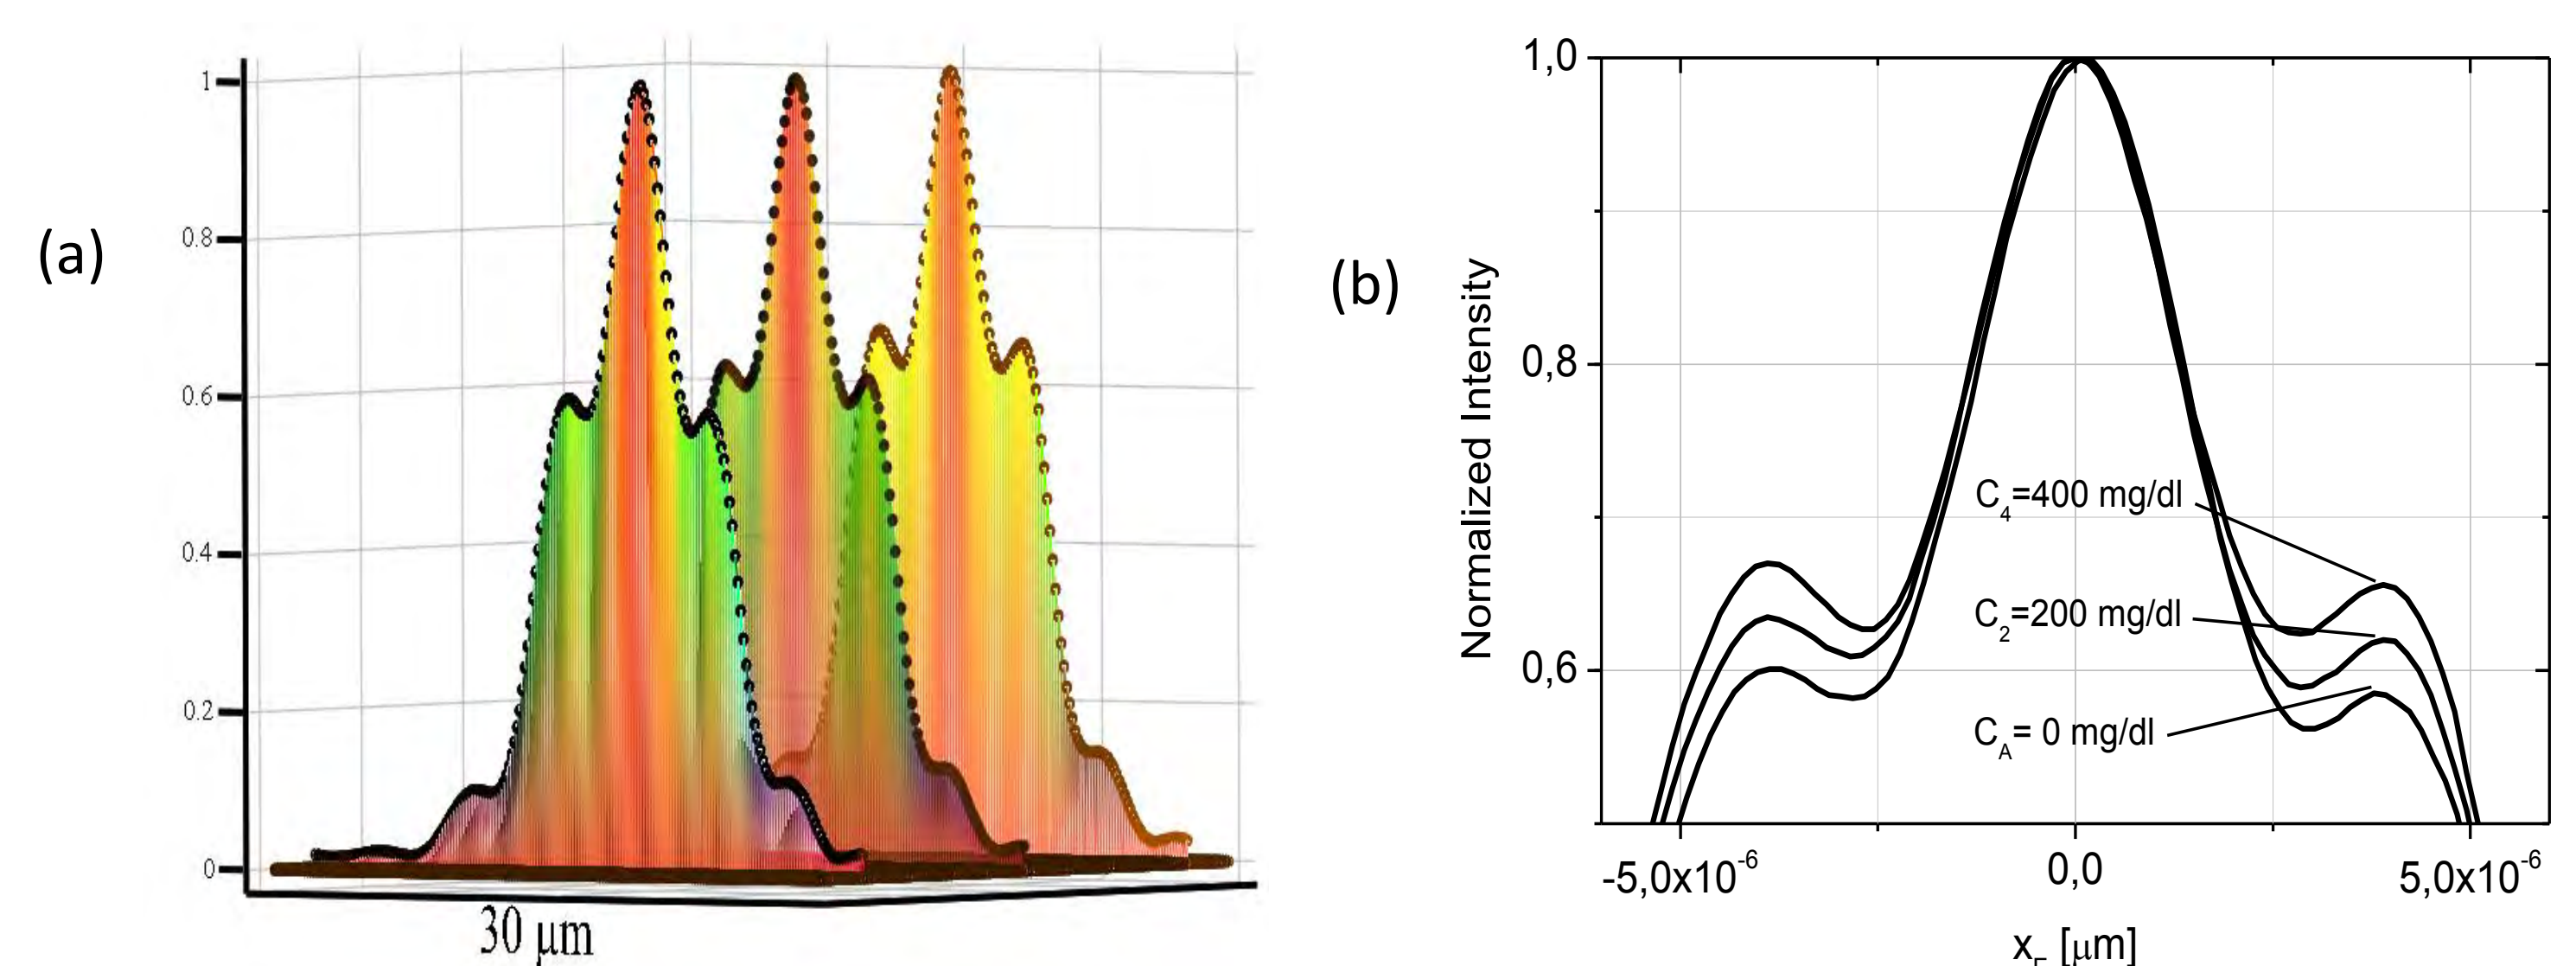 (a)
1
0.8
0.6
0.4
0.2
0
30 µm
(b)
Normalized Intensity
1,0
0,8
0,6
C4=400 mg/dl
C2=200 mg/dl
CA= 0 mg/dl
-5,0x10-6
0,0
5,0x10-6
xF [µm]